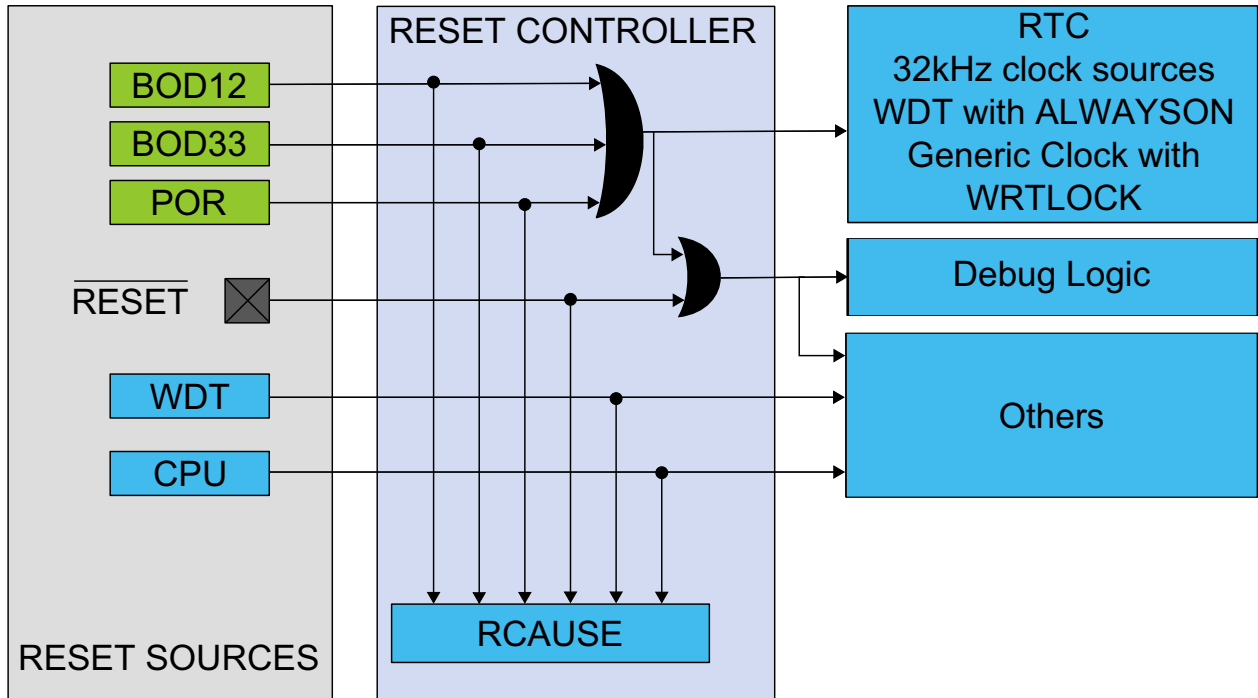 RESET CONTROLLER
BOD12
BOD33
POR
RESET
WDT
CPU
RESET SOURCES
RCAUSE
RTC
32kHz clock sources
WDT with ALWAYSON
Generic Clock with
WRTLOCK
Debug Logic
Others